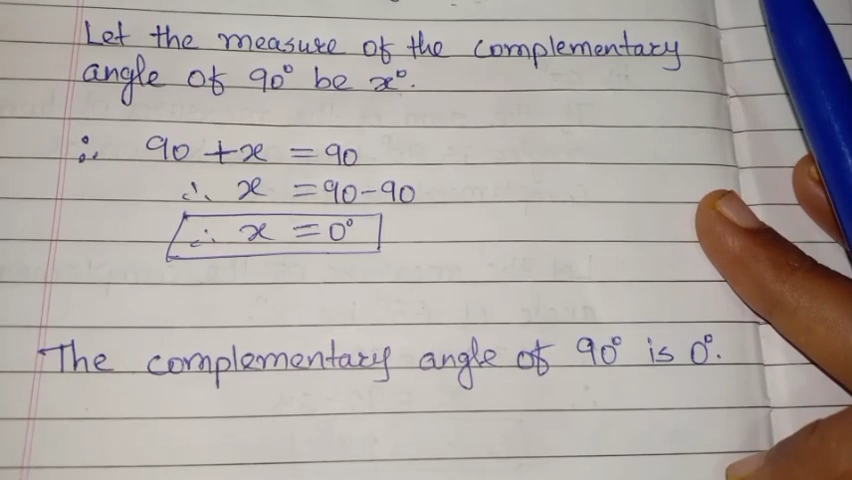 Let the measure of the complementary
angle of 90° be x°.
∴ 90 + x = 90
∴ x = 90 - 90
∴ x = 0°
The complementary angle of 90° is 0°.